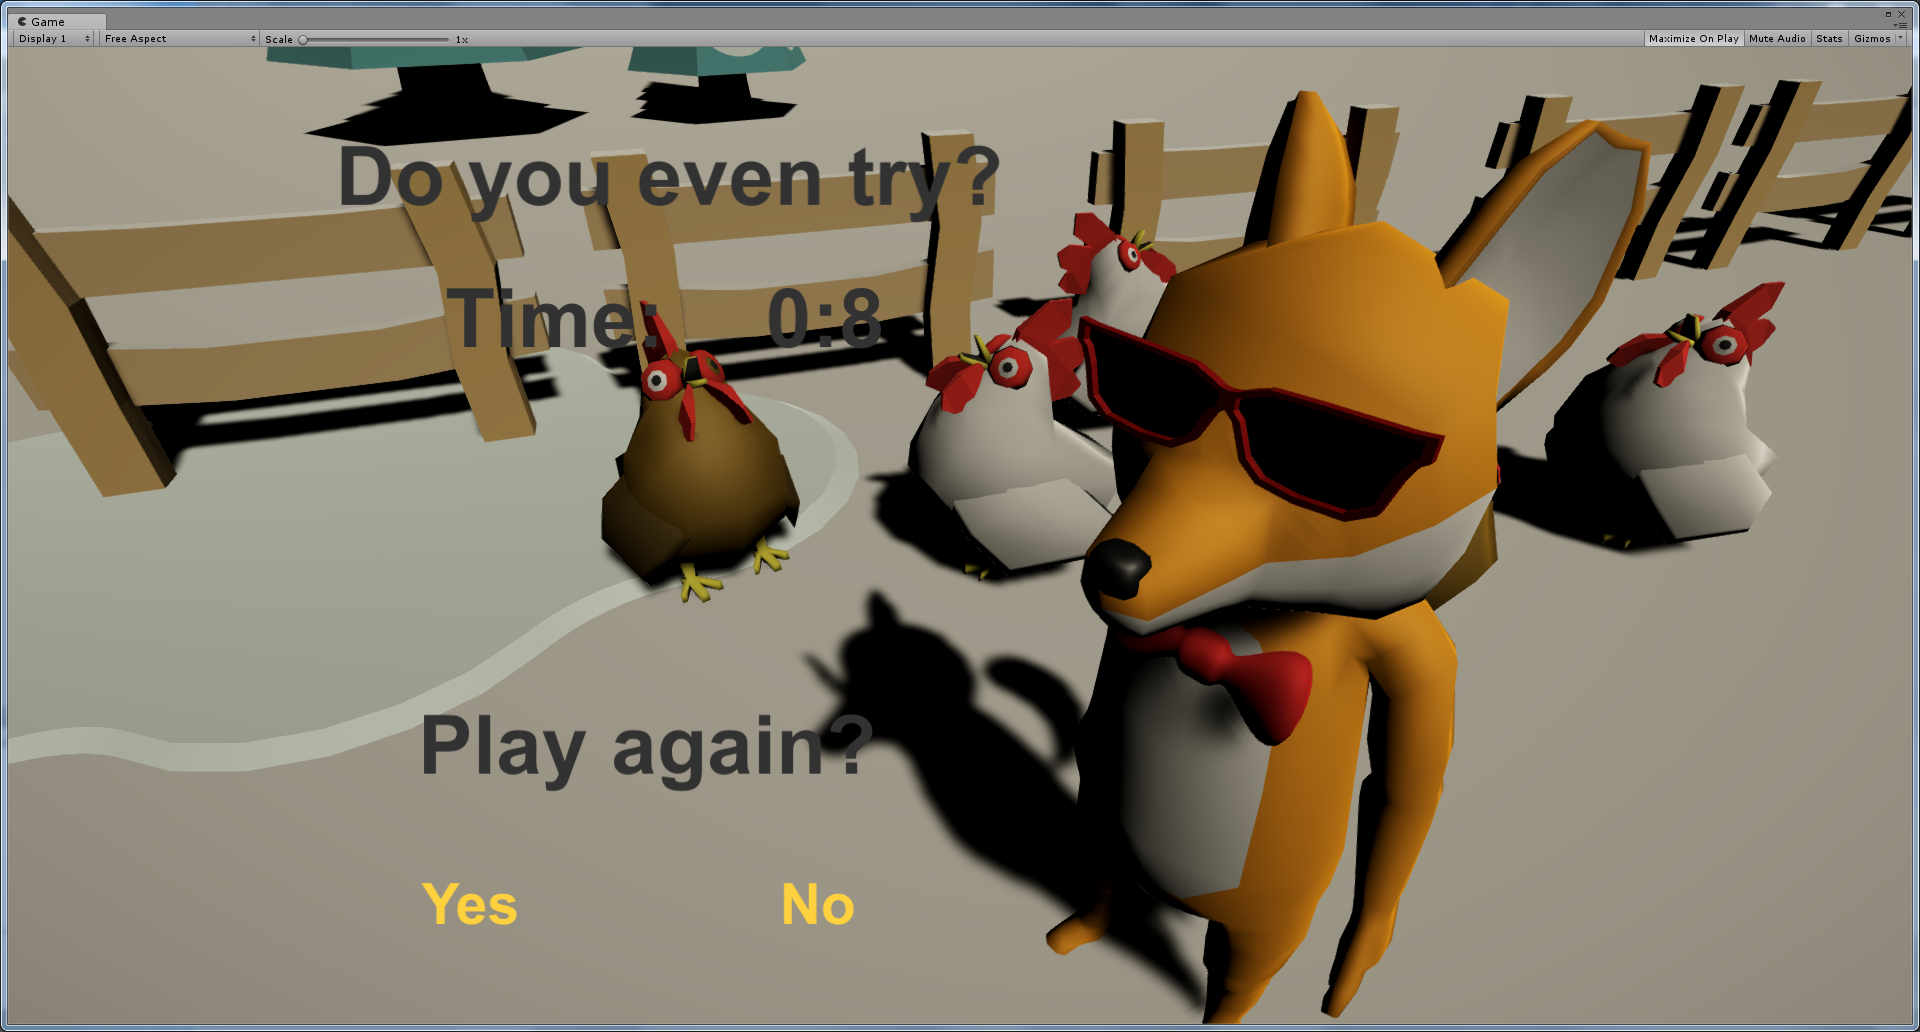 Game
Display 1 Free Aspect Scale 1x Maximize On Play Mute Audio Stats Gizmos
Do you even try?
Time: 0:8
Play again?
Yes No